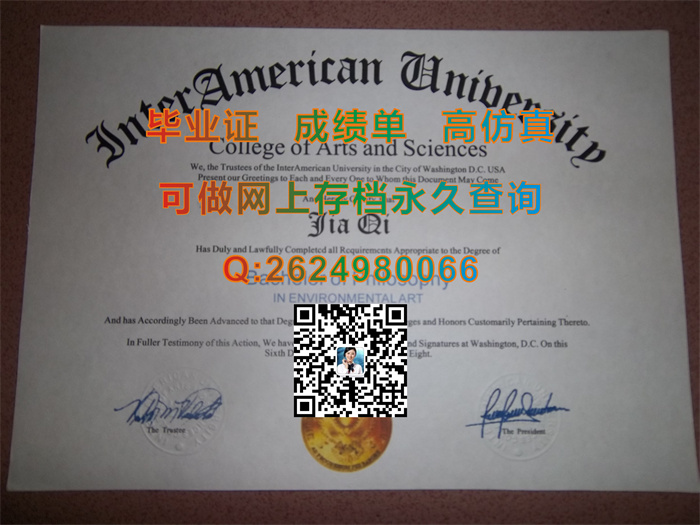 InterAmerican University
毕业证 成绩单 高仿真
College of Arts and Sciences
We, the Trustees of the InterAmerican University in the City of Washington D.C. USA
Present our Greetings to Each and Every One to Whom this Document May Come
可做网上存档永久查询
Jia Qi
Has Duly and Lawfully Completed all Requirements Appropriate to the Degree of
Q:2624980066
Bachelor of Philosophy
IN ENVIRONMENTAL ART
And has Accordingly Been Advanced to that and Honors Customarily Pertaining Thereto.
In Fuller Testimony of this Action, We have and Signatures at Washington, D.C. On this
Sixth Eight.
The Trustee
The President